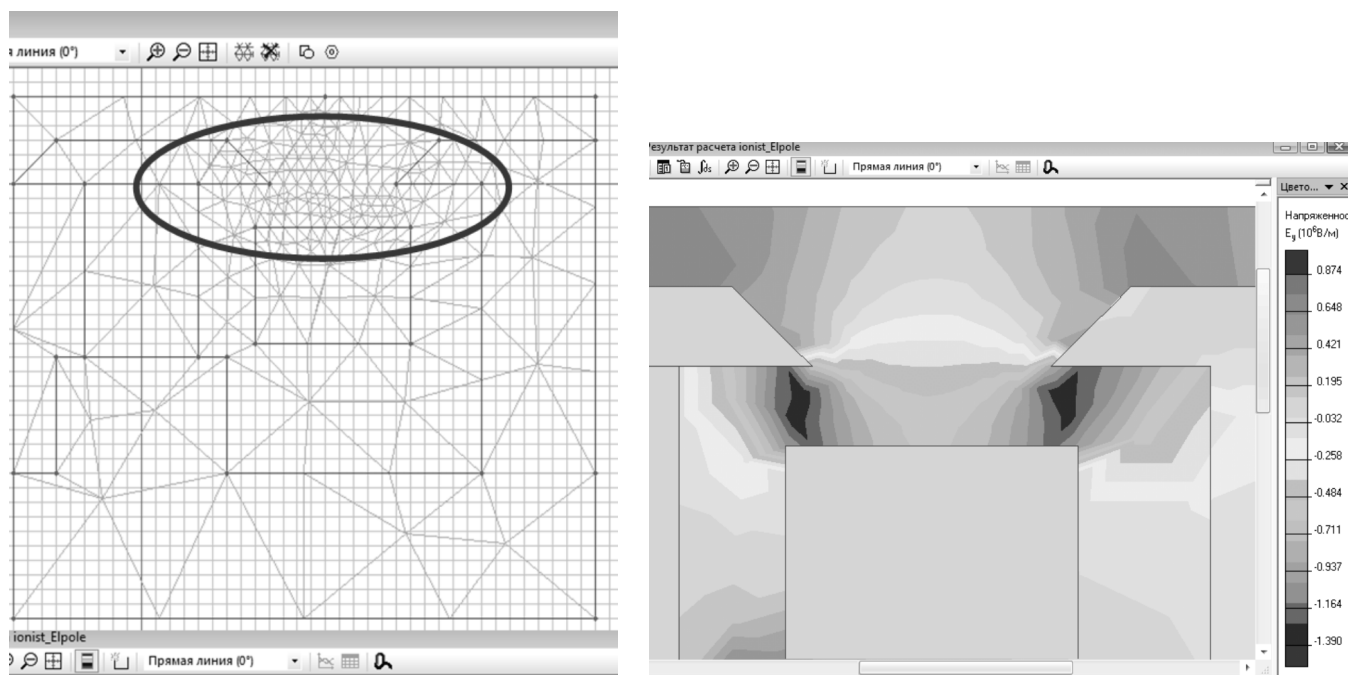 я линия (0°)
ionist_Elpole
Прямая линия (0°)
Результат расчета ionist_Elpole
∫ds
Прямая линия (0°)
Цвето...
Напряженнос
Ey (10⁶В/м)
0.874
0.648
0.421
0.195
-0.032
-0.258
-0.484
-0.711
-0.937
-1.164
-1.390